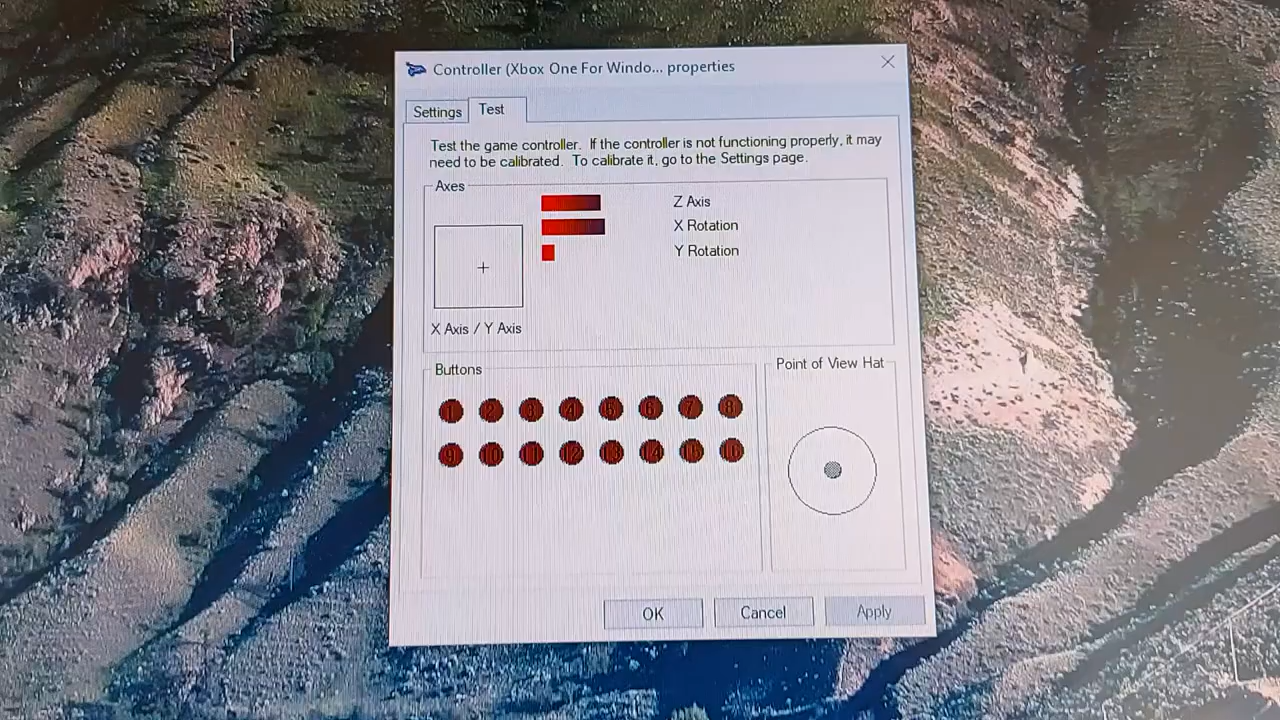 Controller (Xbox One For Windo... properties
Settings
Test
Test the game controller. If the controller is not functioning properly, it may
need to be calibrated. To calibrate it, go to the Settings page.
Axes
Z Axis
X Rotation
Y Rotation
X Axis / Y Axis
Buttons
1 2 3 4 5 6 7 8
9 10 11 12 13 14 15 16
Point of View Hat
OK
Cancel
Apply